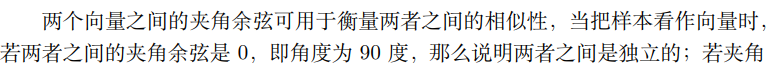 两个向量之间的夹角余弦可用于衡量两者之间的相似性，当把样本看作向量时，
若两者之间的夹角余弦是 0，即角度为 90 度，那么说明两者之间是独立的；若夹角